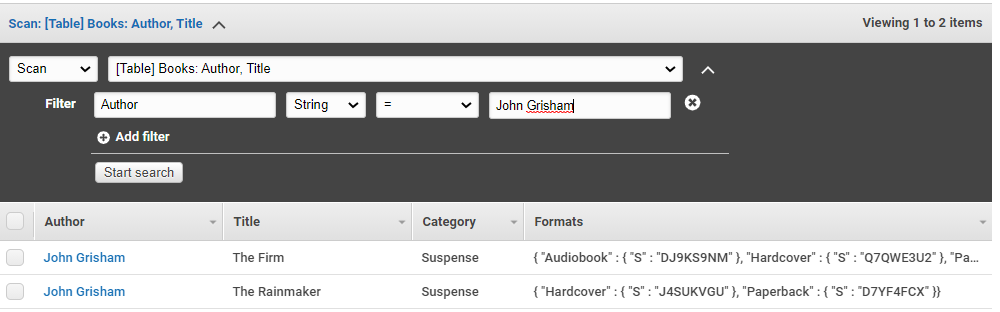 Scan: [Table] Books: Author, Title Viewing 1 to 2 items
Scan [Table] Books: Author, Title
Filter Author String = John Grisham
Add filter
Start search
Author Title Category Formats
John Grisham The Firm Suspense { "Audiobook" : { "S" : "DJ9KS9NM" }, "Hardcover" : { "S" : "Q7QWE3U2" }, "Pa...
John Grisham The Rainmaker Suspense { "Hardcover" : { "S" : "J4SUKVGU" }, "Paperback" : { "S" : "D7YF4FCX" }}